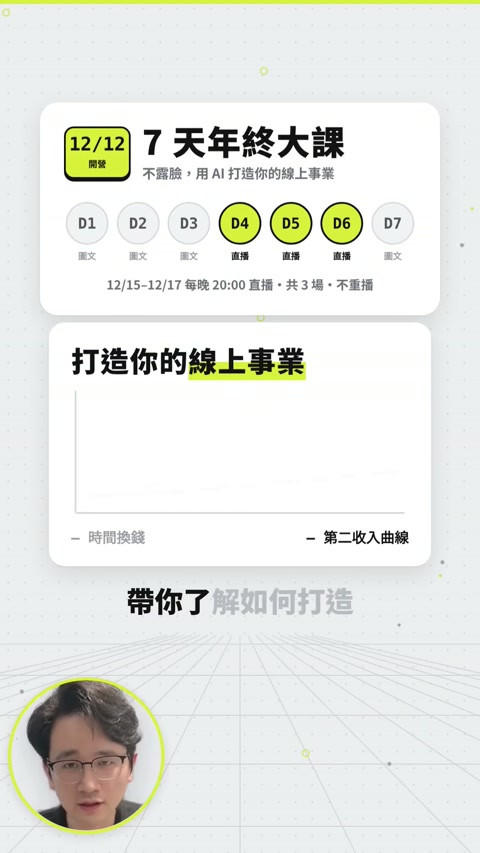 12/12
開營
7 天年終大課
不露臉，用 AI 打造你的線上事業
D1 D2 D3 D4 D5 D6 D7
圖文 圖文 圖文 直播 直播 直播 圖文
12/15–12/17 每晚 20:00 直播・共 3 場・不重播
打造你的線上事業
– 時間換錢
– 第二收入曲線
帶你了解如何打造